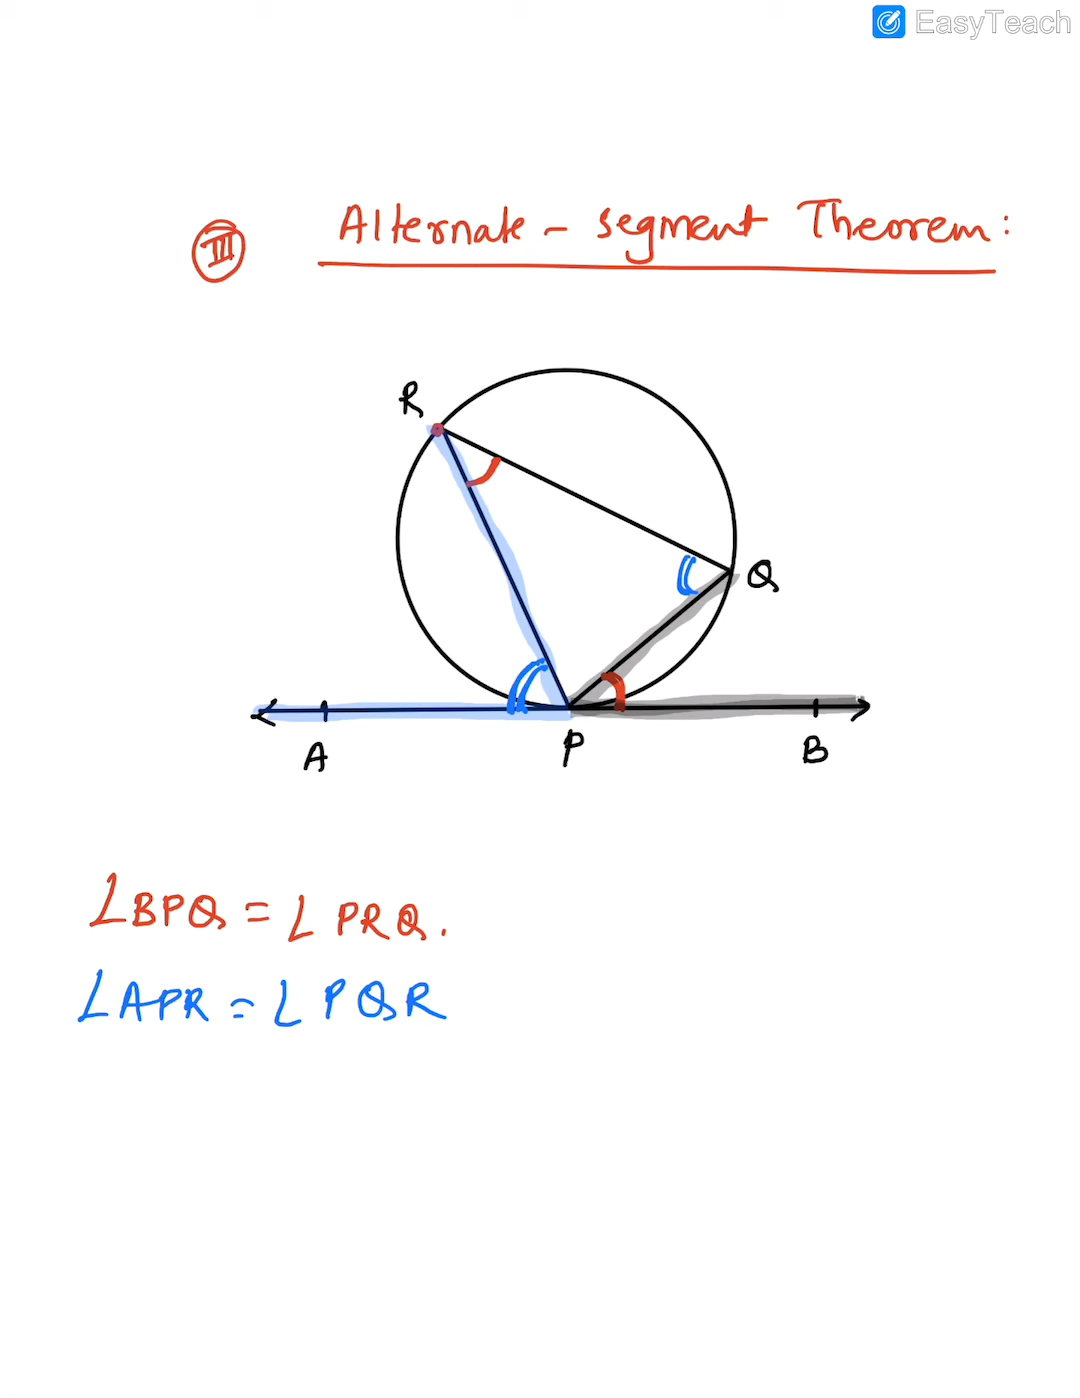 EasyTeach
III Alternate - segment Theorem:
R
Q
A P B
∠BPQ = ∠PRQ.
∠APR = ∠PQR